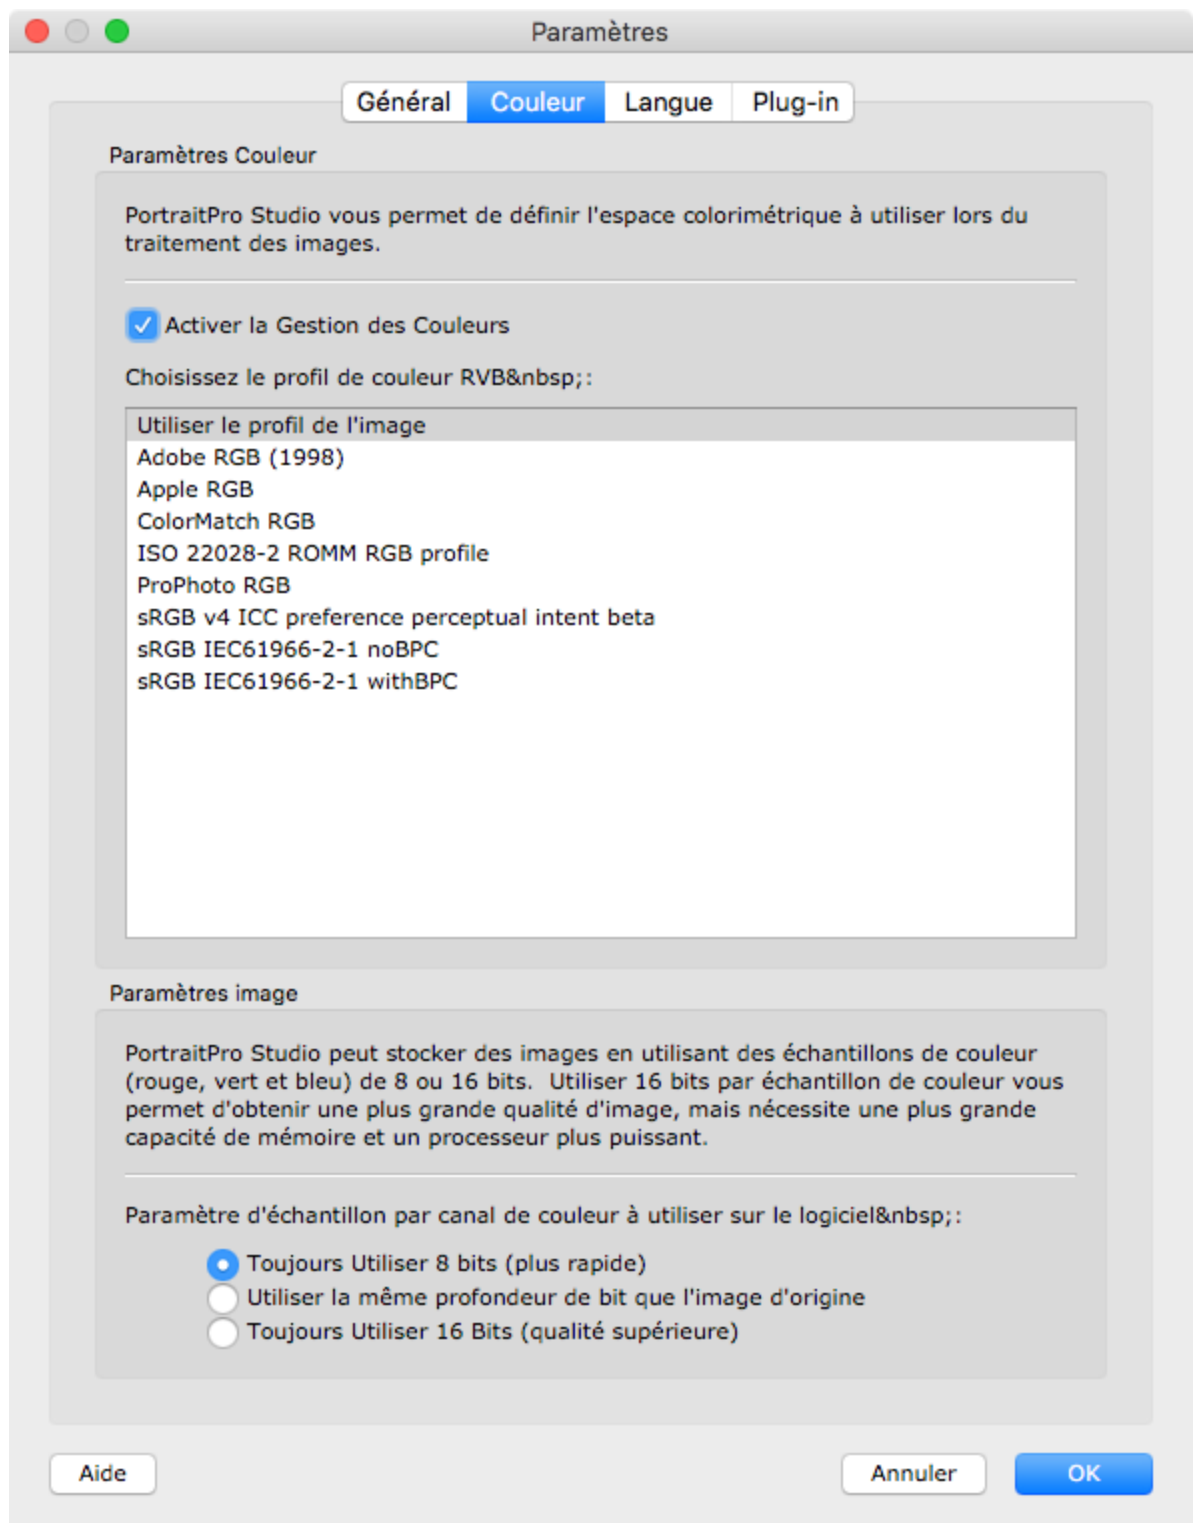 Paramètres
Général
Couleur
Langue
Plug-in
Paramètres Couleur
PortraitPro Studio vous permet de définir l'espace colorimétrique à utiliser lors du
traitement des images.
Activer la Gestion des Couleurs
Choisissez le profil de couleur RVB&nbsp;:
Utiliser le profil de l'image
Adobe RGB (1998)
Apple RGB
ColorMatch RGB
ISO 22028-2 ROMM RGB profile
ProPhoto RGB
sRGB v4 ICC preference perceptual intent beta
sRGB IEC61966-2-1 noBPC
sRGB IEC61966-2-1 withBPC
Paramètres image
PortraitPro Studio peut stocker des images en utilisant des échantillons de couleur
(rouge, vert et bleu) de 8 ou 16 bits.  Utiliser 16 bits par échantillon de couleur vous
permet d'obtenir une plus grande qualité d'image, mais nécessite une plus grande
capacité de mémoire et un processeur plus puissant.
Paramètre d'échantillon par canal de couleur à utiliser sur le logiciel&nbsp;:
Toujours Utiliser 8 bits (plus rapide)
Utiliser la même profondeur de bit que l'image d'origine
Toujours Utiliser 16 Bits (qualité supérieure)
Aide
Annuler
OK